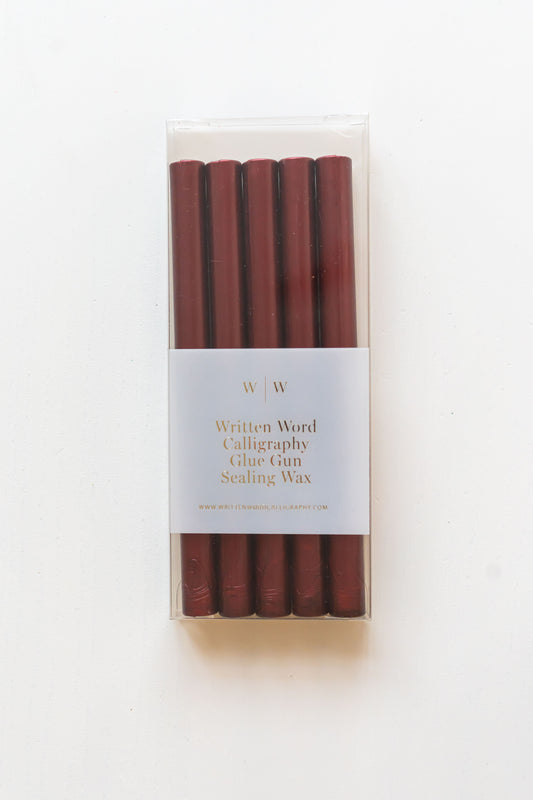 W | W
Written Word
Calligraphy
Glue Gun
Sealing Wax
WWW.WRITTENWORDCALLIGRAPHY.COM